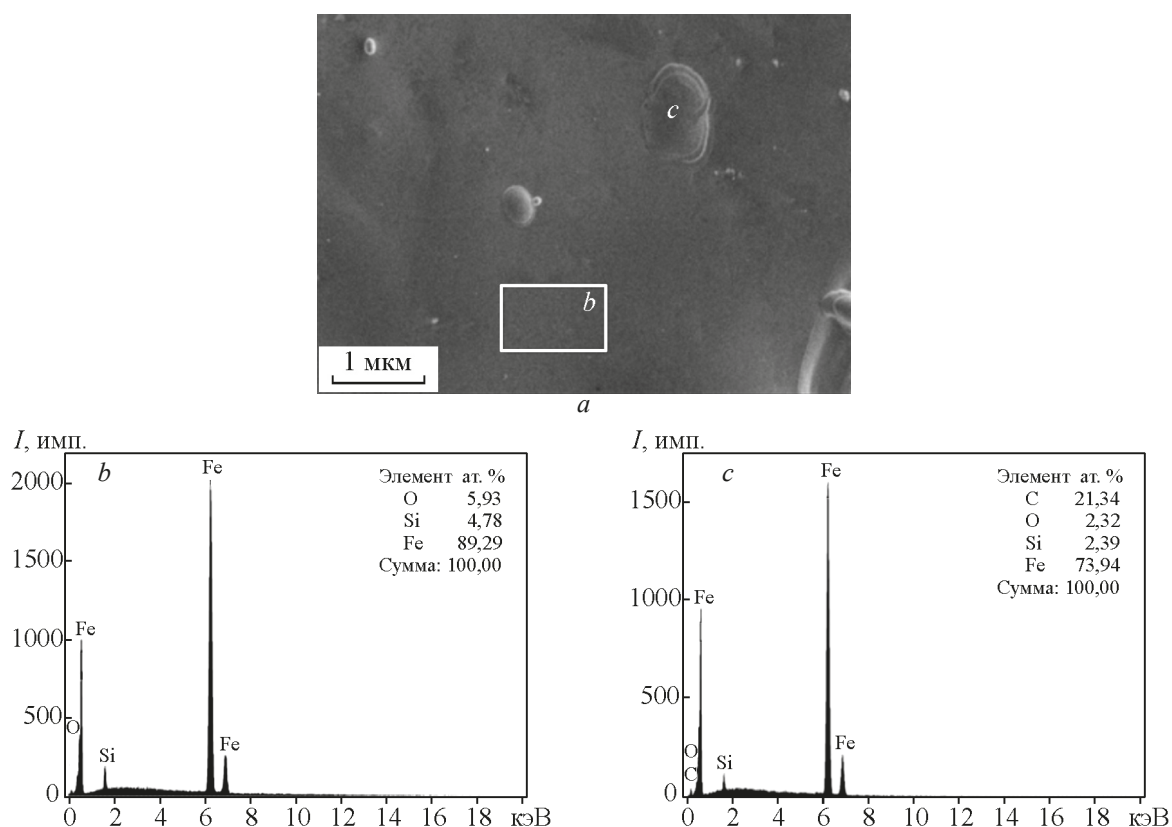 c
b
1 мкм
a
I, имп.
b
2000
1500
1000
500
0
Fe
Fe
O
Si
Fe
Элемент ат. %
O 5,93
Si 4,78
Fe 89,29
Сумма: 100,00
0 2 4 6 8 10 12 14 16 кэВ
I, имп.
c
1500
1000
500
0
Fe
Fe
O
C
Si
Fe
Элемент ат. %
C 21,34
O 2,32
Si 2,39
Fe 73,94
Сумма: 100,00
0 2 4 6 8 10 12 14 16 кэВ